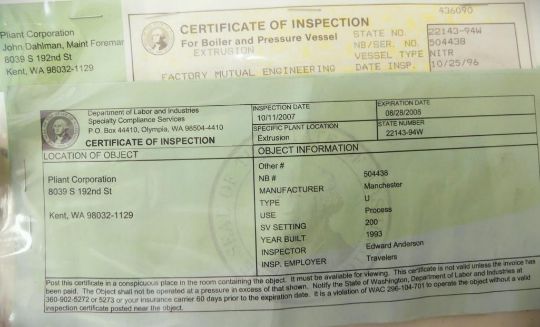 436090
Pliant Corporation
John Dahlman, Maint Foreman
8039 S 192nd St
Kent, WA 98032-1129
CERTIFICATE OF INSPECTION
For Boiler and Pressure Vessel
EXTRUSION
FACTORY MUTUAL ENGINEERING
STATE NO. 22143-94W
NB/SER. NO. 504438
VESSEL TYPE NITR
DATE INSP. 10/25/96
Department of Labor and Industries
Specialty Compliance Services
P.O. Box 44410, Olympia, WA 98504-4410
CERTIFICATE OF INSPECTION
INSPECTION DATE
10/11/2007
EXPIRATION DATE
08/28/2008
SPECIFIC PLANT LOCATION
Extrusion
STATE NUMBER
22143-94W
LOCATION OF OBJECT
OBJECT INFORMATION
Pliant Corporation
8039 S 192nd St
Kent, WA 98032-1129
Other #
NB # 504438
MANUFACTURER Manchester
TYPE U
USE Process
SV SETTING 200
YEAR BUILT 1993
INSPECTOR Edward Anderson
INSP. EMPLOYER Travelers
Post this certificate in a conspicuous place in the room containing the object. It must be available for viewing. This certificate is not valid unless the invoice has
been paid. The Object shall not be operated at a pressure in excess of that shown. Notify the State of Washington, Department of Labor and Industries at
360-902-5272 or 5273 or your insurance carrier 60 days prior to the expiration date. It is a violation of WAC 296-104-701 to operate the object without a valid
inspection certificate posted near the object.